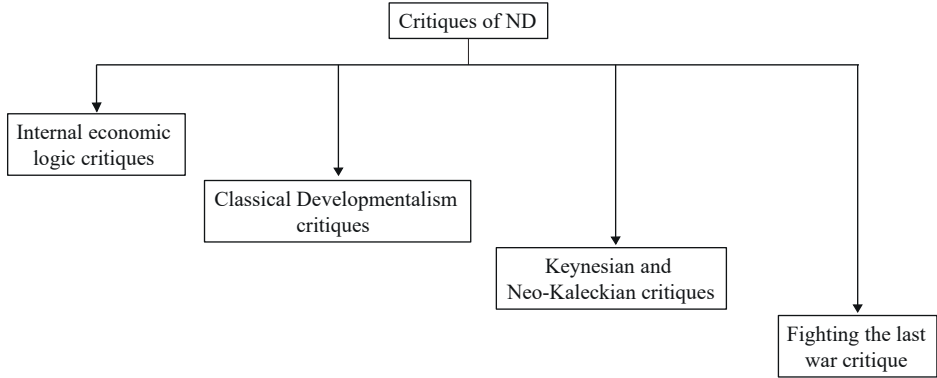 Critiques of ND
Internal economic
logic critiques
Classical Developmentalism
critiques
Keynesian and
Neo-Kaleckian critiques
Fighting the last
war critique